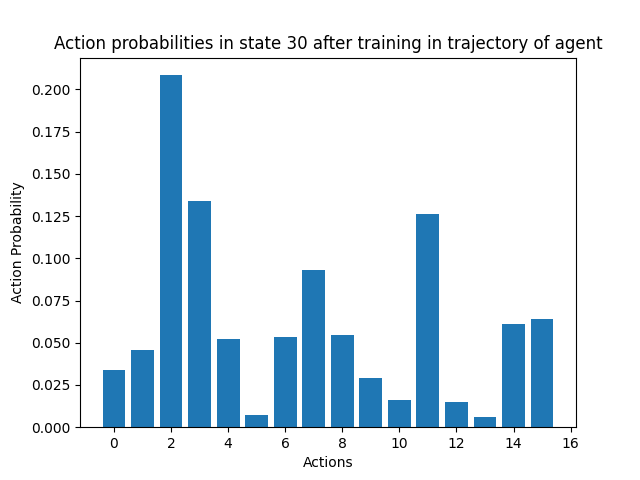 Action probabilities in state 30 after training in trajectory of agent
0.200
0.175
0.150
0.125
0.100
0.075
0.050
0.025
0.000
Action Probability
0 2 4 6 8 10 12 14 16
Actions